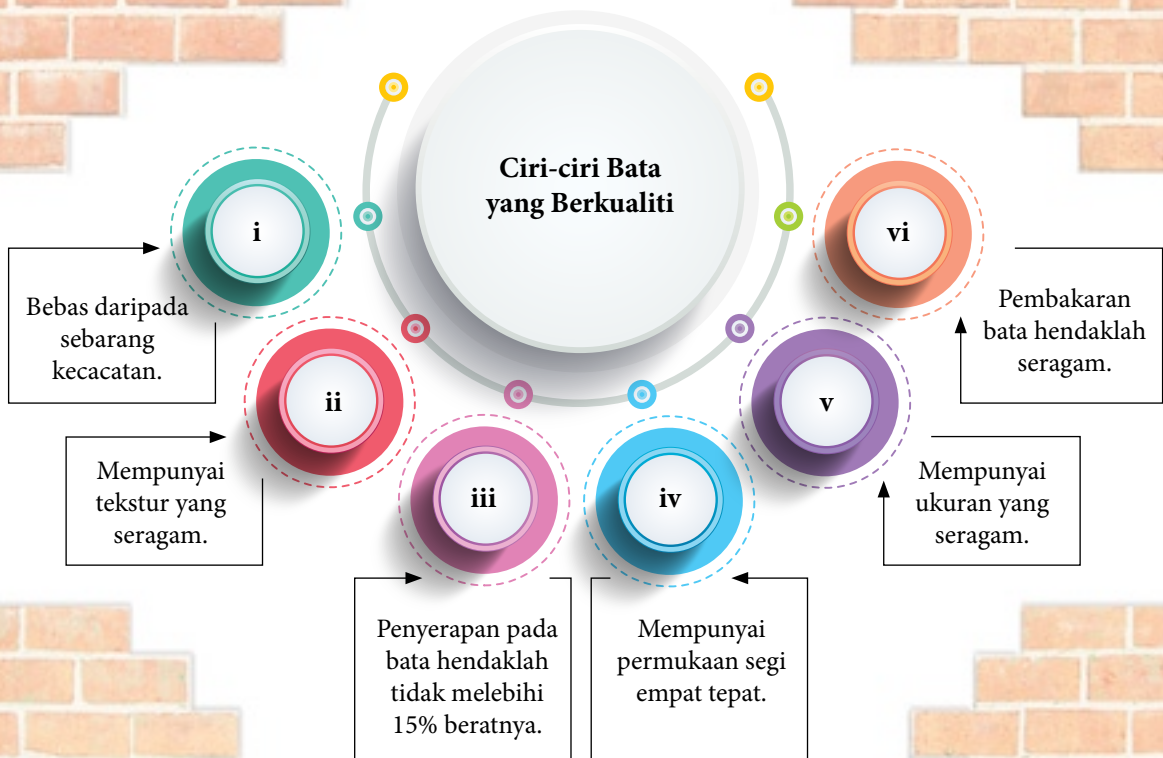 Ciri-ciri Bata
yang Berkualiti
i
Bebas daripada
sebarang
kecacatan.
ii
Mempunyai
tekstur yang
seragam.
iii
Penyerapan pada
bata hendaklah
tidak melebihi
15% beratnya.
iv
Mempunyai
permukaan segi
empat tepat.
v
Mempunyai
ukuran yang
seragam.
vi
Pembakaran
bata hendaklah
seragam.